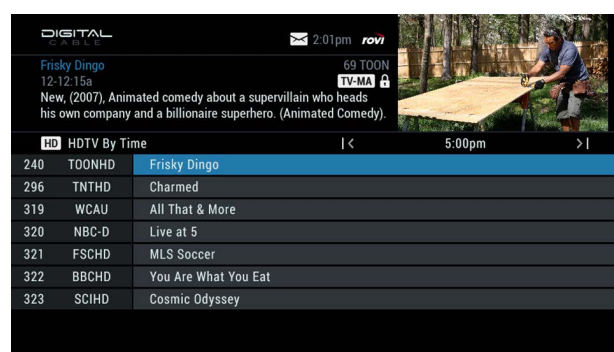 DIGITAL
CABLE
2:01pm rovi
Frisky Dingo 69 TOON
12-12:15a TV-MA
New, (2007), Animated comedy about a supervillain who heads
his own company and a billionaire superhero. (Animated Comedy).
HD HDTV By Time |< 5:00pm >|
240 TOONHD Frisky Dingo
296 TNTHD Charmed
319 WCAU All That & More
320 NBC-D Live at 5
321 FSCHD MLS Soccer
322 BBCHD You Are What You Eat
323 SCIHD Cosmic Odyssey